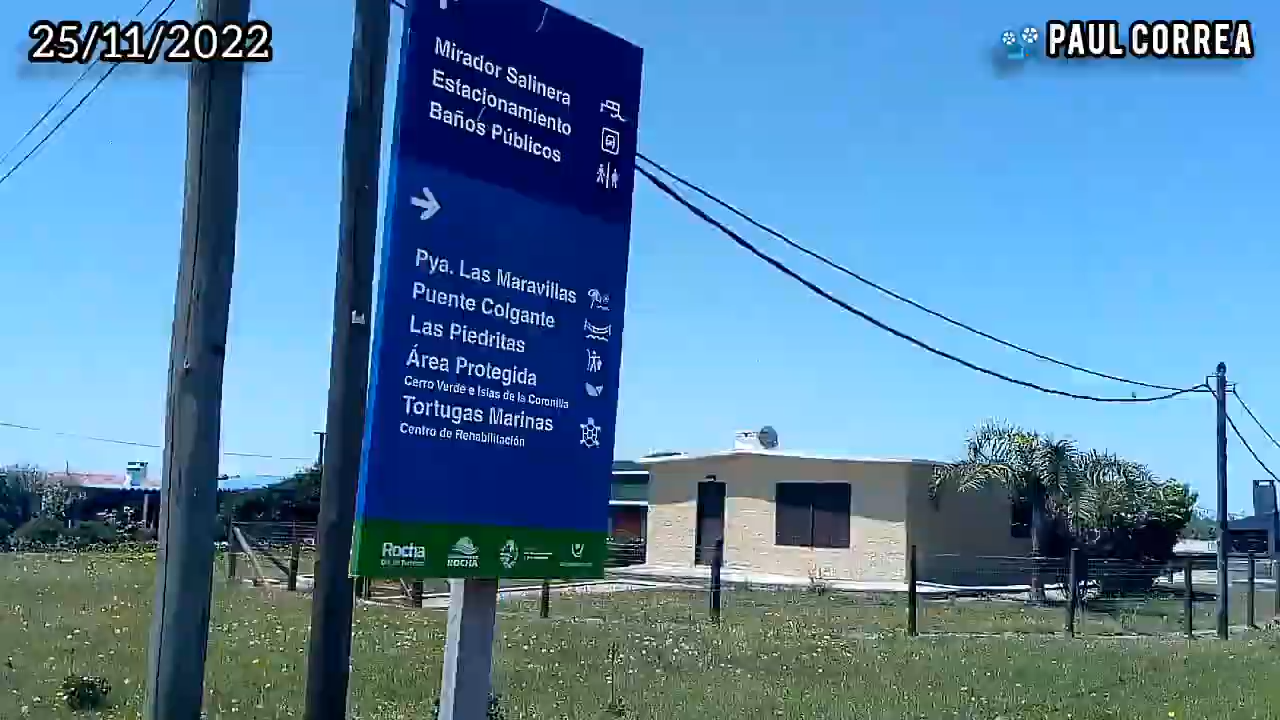 25/11/2022
PAUL CORREA
Mirador Salinera
Estacionamiento
Baños Públicos
Pya. Las Maravillas
Puente Colgante
Las Piedritas
Área Protegida
Cerro Verde e Islas de la Coronilla
Tortugas Marinas
Centro de Rehabilitación
Rocha
ROCHA